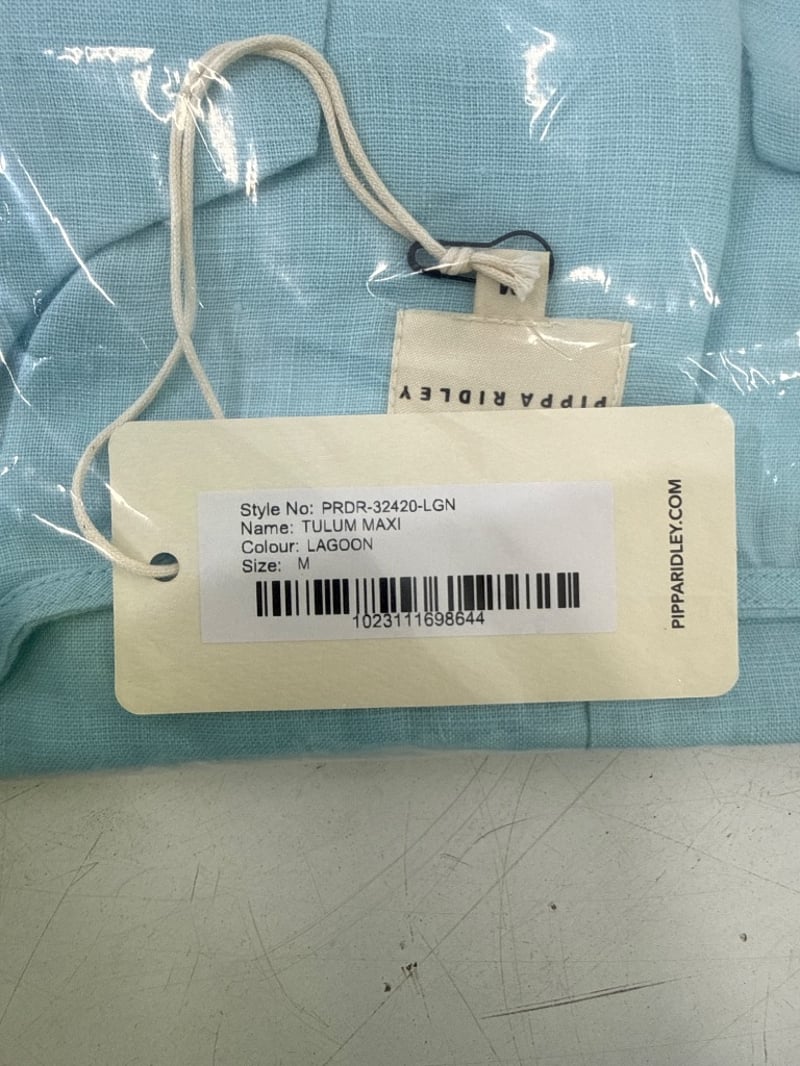 M
PIPPA RIDLEY
Style No: PRDR-32420-LGN
Name: TULUM MAXI
Colour: LAGOON
Size: M
1023111698644
PIPPARIDLEY.COM